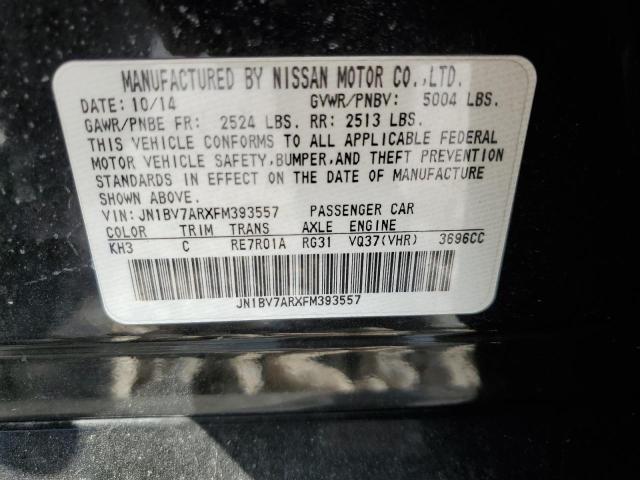 MANUFACTURED BY NISSAN MOTOR CO.,LTD.
DATE: 10/14 GVWR/PNBV: 5004 LBS.
GAWR/PNBE FR: 2524 LBS. RR: 2513 LBS.
THIS VEHICLE CONFORMS TO ALL APPLICABLE FEDERAL
MOTOR VEHICLE SAFETY,BUMPER,AND THEFT PREVENTION
STANDARDS IN EFFECT ON THE DATE OF MANUFACTURE
SHOWN ABOVE.
VIN: JN1BV7ARXFM393557 PASSENGER CAR
COLOR TRIM TRANS AXLE ENGINE
KH3 C RE7R01A RG31 VQ37(VHR) 3696CC
JN1BV7ARXFM393557